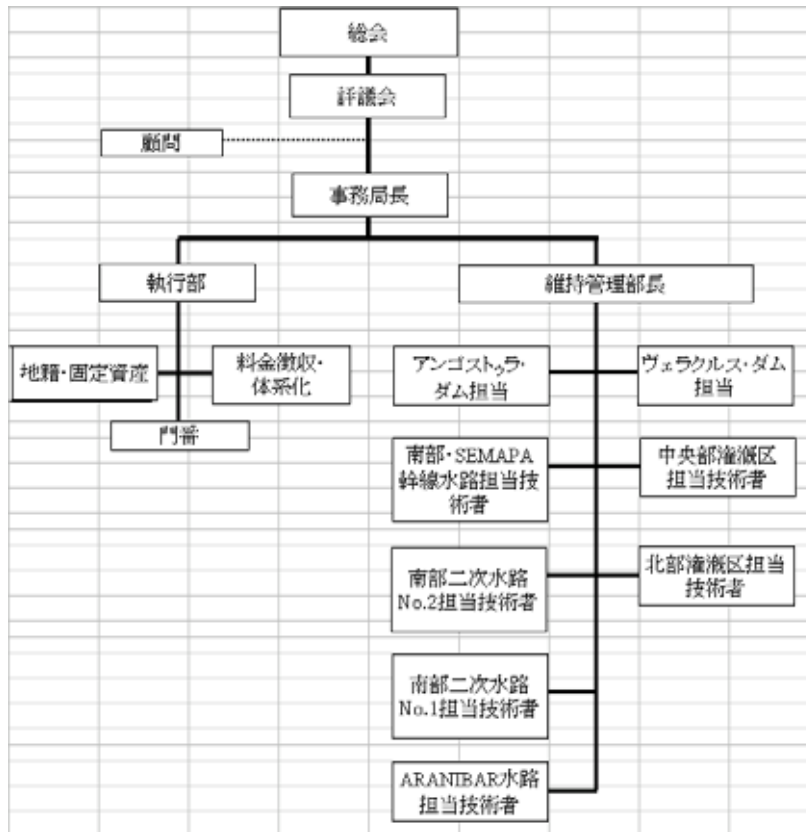 総会
評議会
顧問
事務局長
執行部
維持管理部長
地籍・固定資産
料金徴収・
体系化
門番
アンゴストゥラ・
ダム担当
ヴェラクルス・ダム
担当
南部・SEMAPA
幹線水路担当技
術者
中央部潅漑区
担当技術者
南部二次水路
No.2担当技術者
北部潅漑区担当
技術者
南部二次水路
No.1担当技術者
ARANIBAR水路
担当技術者